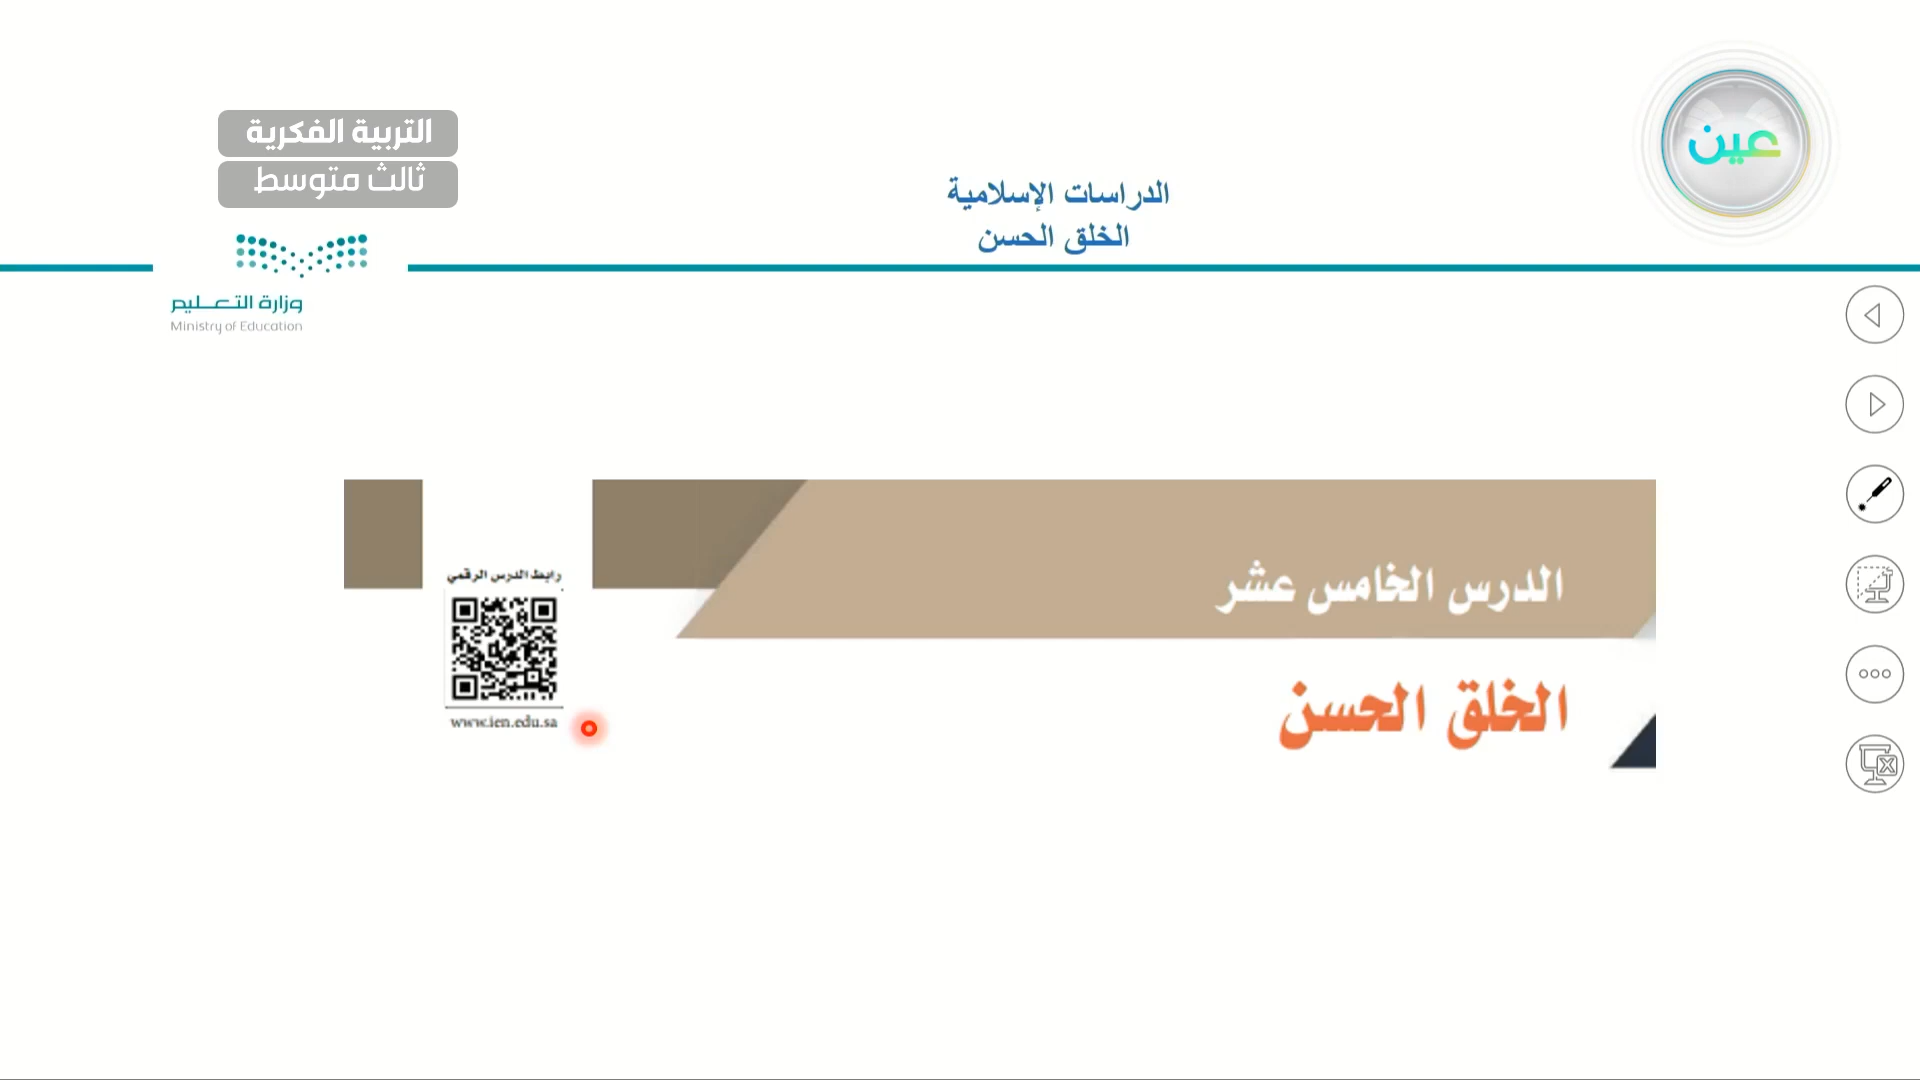 التربية الفكرية
ثالث متوسط
عين
الدراسات الإسلامية
الخلق الحسن
وزارة التعليم
Ministry of Education
الدرس الخامس عشر
رابط الدرس الرقمي
www.ien.edu.sa
الخلق الحسن